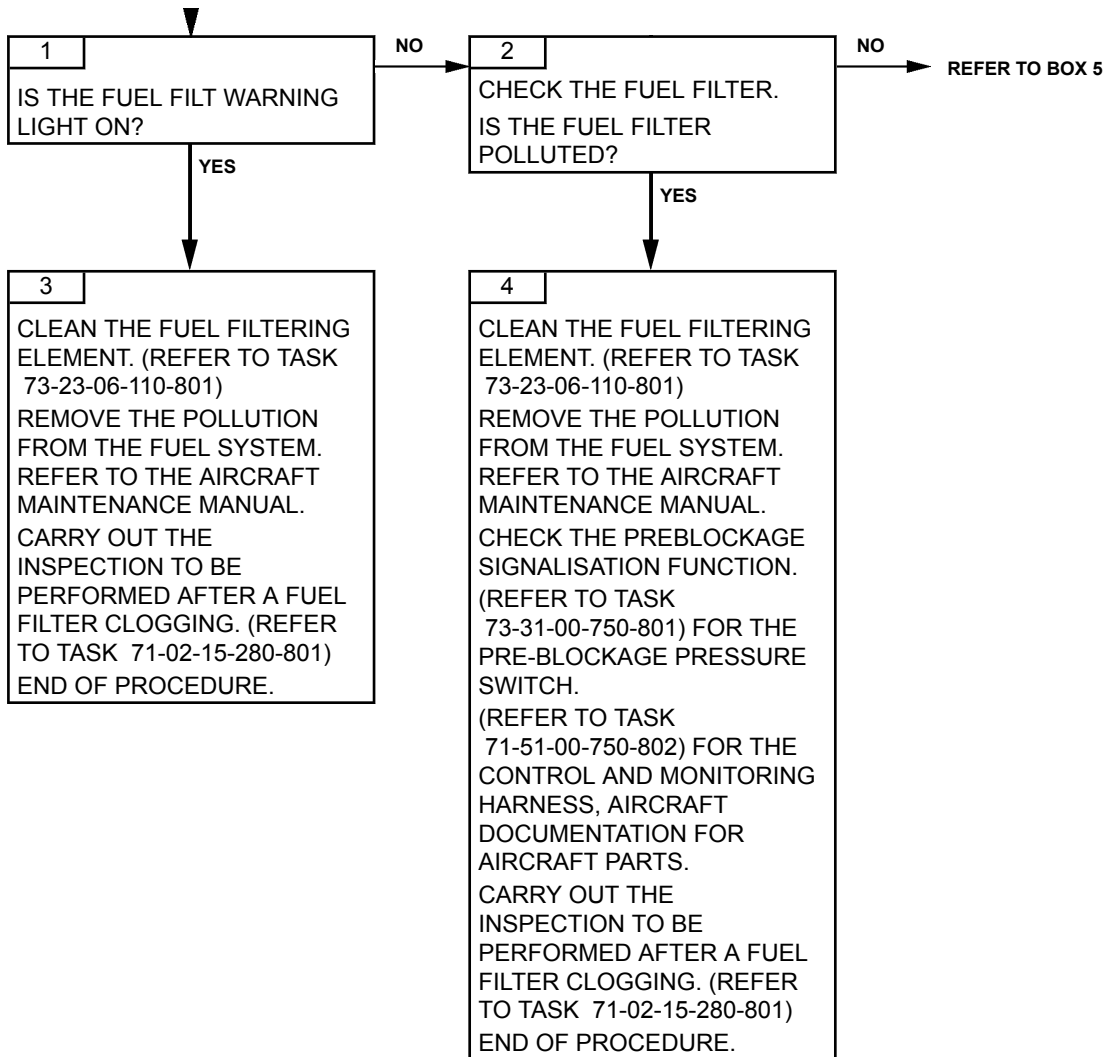 1
IS THE FUEL FILT WARNING
LIGHT ON?
NO
YES
2
CHECK THE FUEL FILTER.
IS THE FUEL FILTER
POLLUTED?
NO
REFER TO BOX 5
YES
3
CLEAN THE FUEL FILTERING
ELEMENT. (REFER TO TASK
73-23-06-110-801)
REMOVE THE POLLUTION
FROM THE FUEL SYSTEM.
REFER TO THE AIRCRAFT
MAINTENANCE MANUAL.
CARRY OUT THE
INSPECTION TO BE
PERFORMED AFTER A FUEL
FILTER CLOGGING. (REFER
TO TASK 71-02-15-280-801)
END OF PROCEDURE.
4
CLEAN THE FUEL FILTERING
ELEMENT. (REFER TO TASK
73-23-06-110-801)
REMOVE THE POLLUTION
FROM THE FUEL SYSTEM.
REFER TO THE AIRCRAFT
MAINTENANCE MANUAL.
CHECK THE PREBLOCKAGE
SIGNALISATION FUNCTION.
(REFER TO TASK
73-31-00-750-801) FOR THE
PRE-BLOCKAGE PRESSURE
SWITCH.
(REFER TO TASK
71-51-00-750-802) FOR THE
CONTROL AND MONITORING
HARNESS, AIRCRAFT
DOCUMENTATION FOR
AIRCRAFT PARTS.
CARRY OUT THE
INSPECTION TO BE
PERFORMED AFTER A FUEL
FILTER CLOGGING. (REFER
TO TASK 71-02-15-280-801)
END OF PROCEDURE.